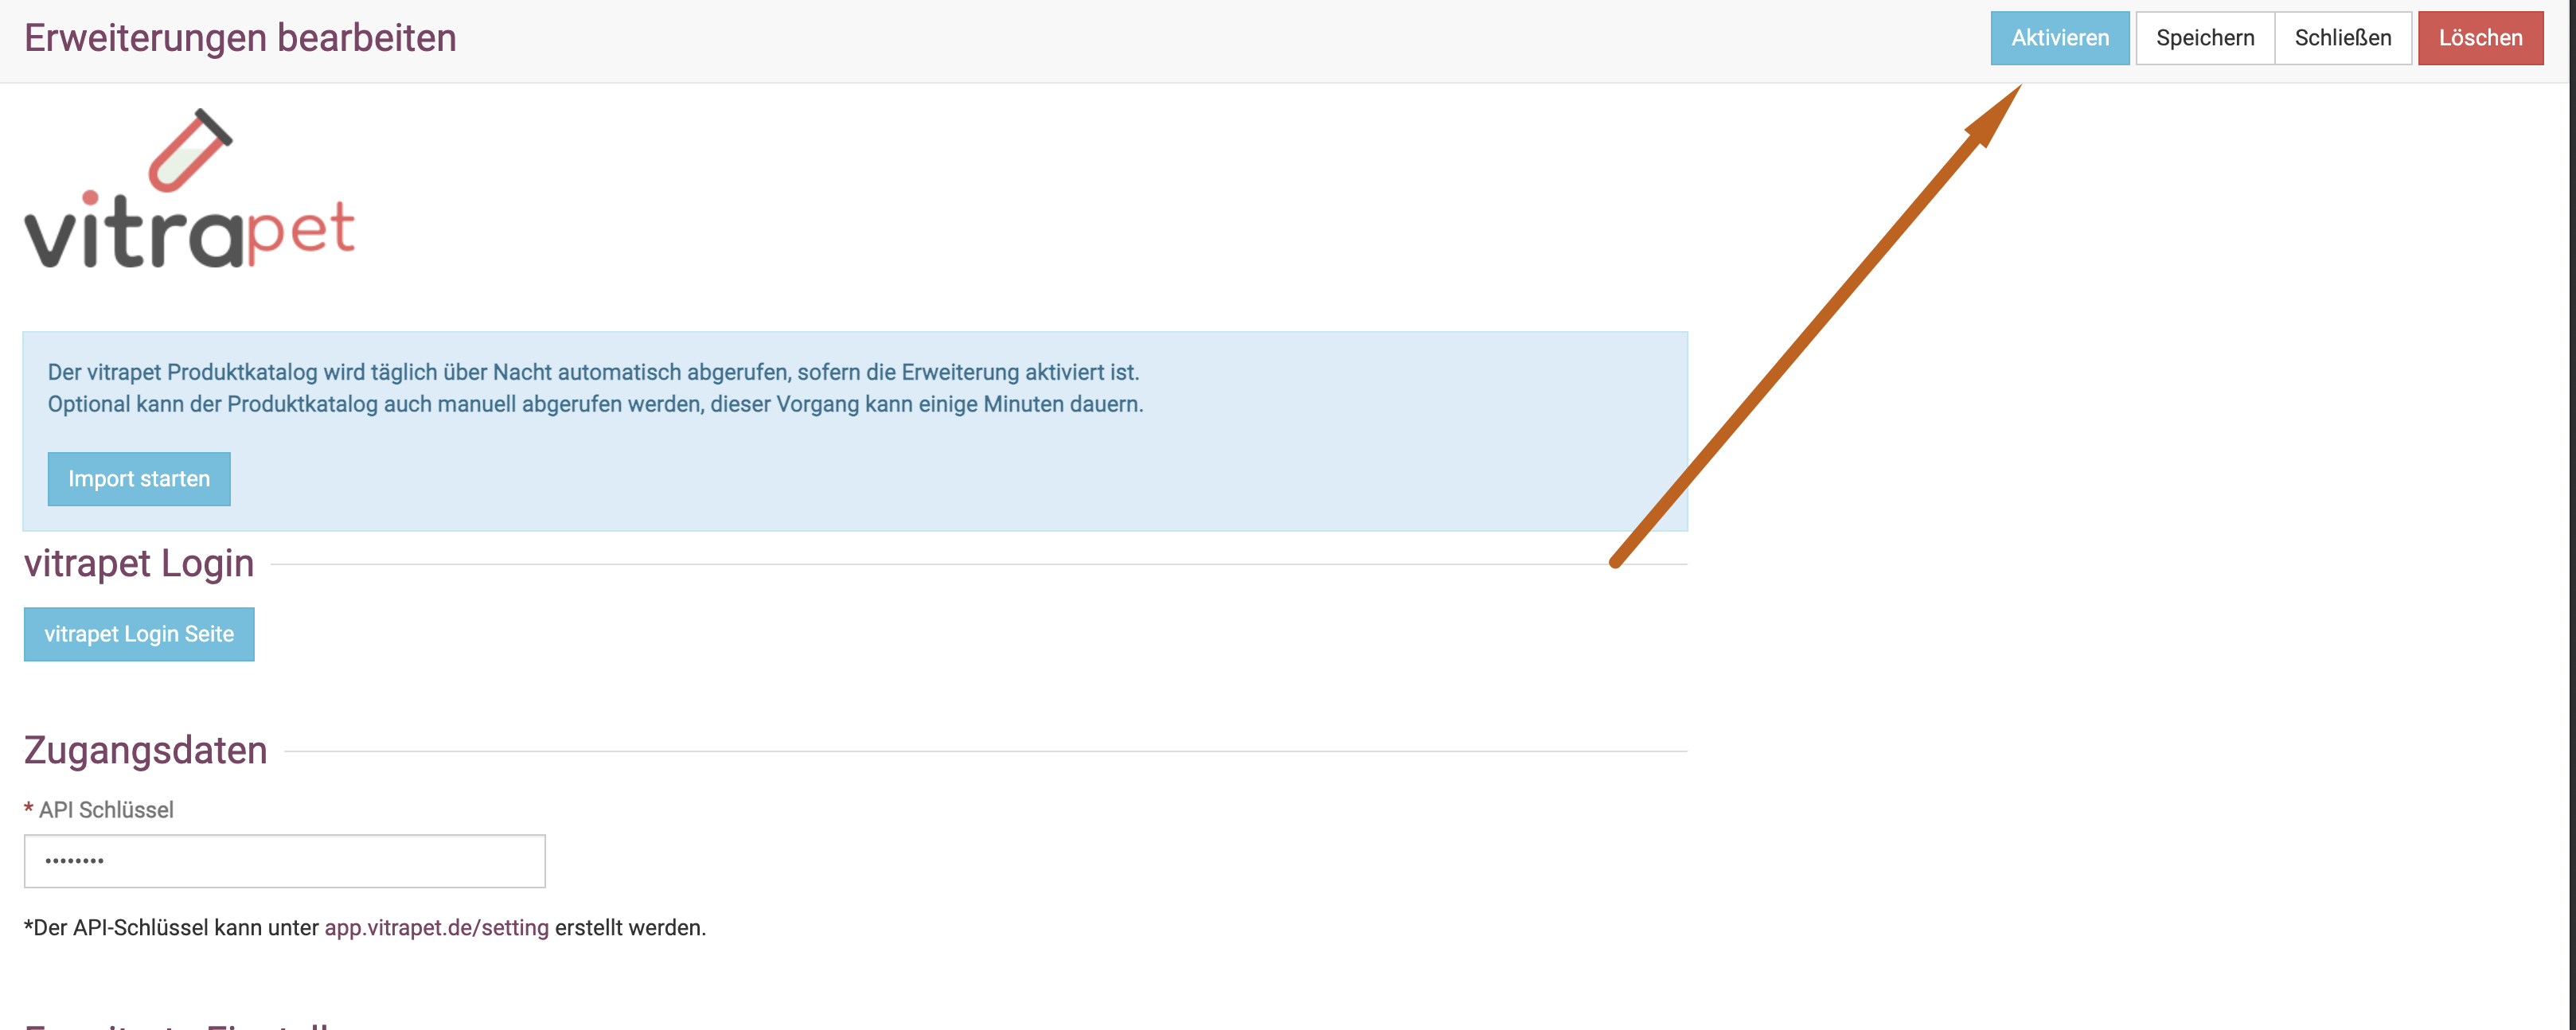 Erweiterungen bearbeiten
Aktivieren Speichern Schließen Löschen
vitrapet
Der vitrapet Produktkatalog wird täglich über Nacht automatisch abgerufen, sofern die Erweiterung aktiviert ist.
Optional kann der Produktkatalog auch manuell abgerufen werden, dieser Vorgang kann einige Minuten dauern.
Import starten
vitrapet Login
vitrapet Login Seite
Zugangsdaten
* API Schlüssel
••••••••
*Der API-Schlüssel kann unter app.vitrapet.de/setting erstellt werden.